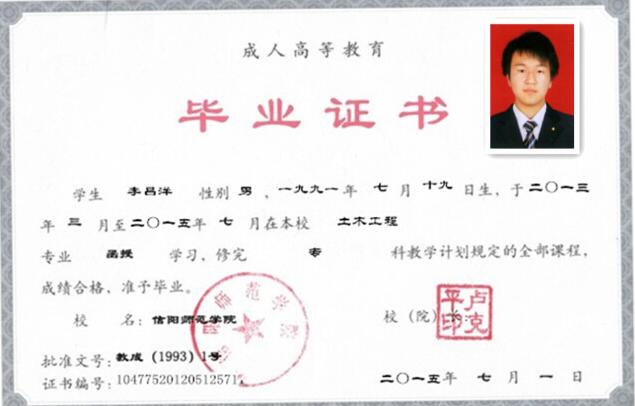 成人高等教育
毕业证书
学生 李吕洋 性别 男 ，一九九一年 七 月 十九 日生，于二〇一三
年 三 月至二〇一五年 七 月在本校 土木工程
专业 函授 学习，修完 专 科教学计划规定的全部课程，
成绩合格，准予毕业。
校 名：信阳师范学院 校（院）长：
卢克平印
批准文号：教成（1993）1号
证书编号：10477520120512571 二〇一五年 七 月 一 日